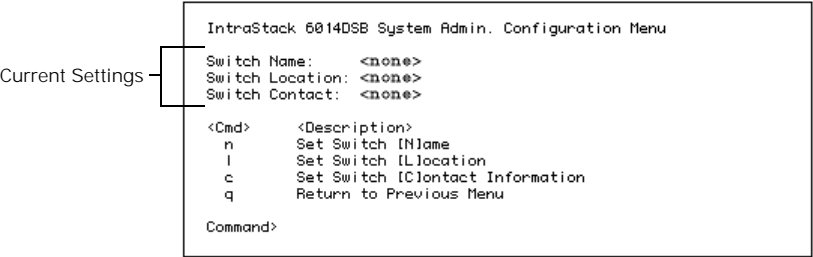 IntraStack 6014DSB System Admin. Configuration Menu
Current Settings
Switch Name: <none>
Switch Location: <none>
Switch Contact: <none>
<Cmd> <Description>
n Set Switch [N]ame
l Set Switch [L]ocation
c Set Switch [C]ontact Information
q Return to Previous Menu
Command>